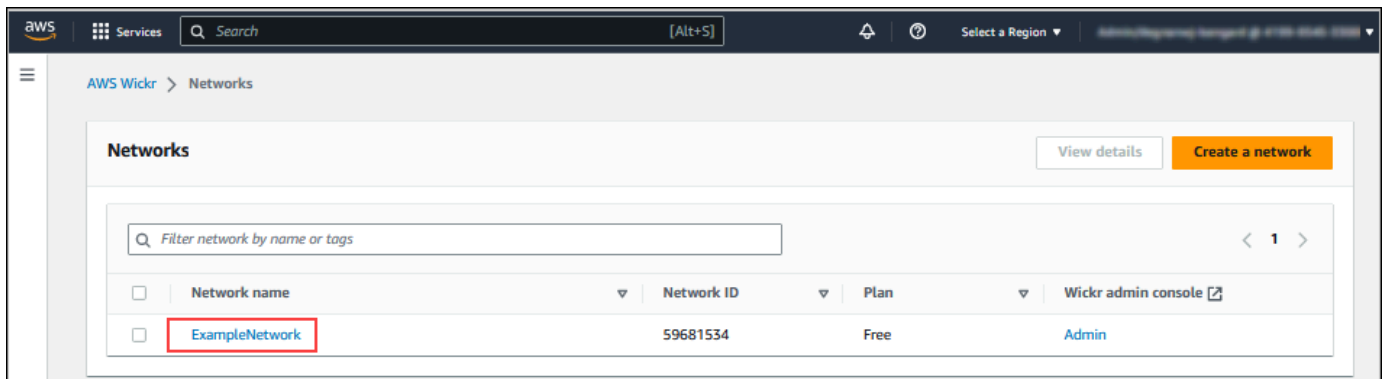 aws Services Search [Alt+S] Select a Region
AWS Wickr > Networks
Networks View details Create a network
Filter network by name or tags < 1 >
Network name Network ID Plan Wickr admin console
ExampleNetwork 59681534 Free Admin